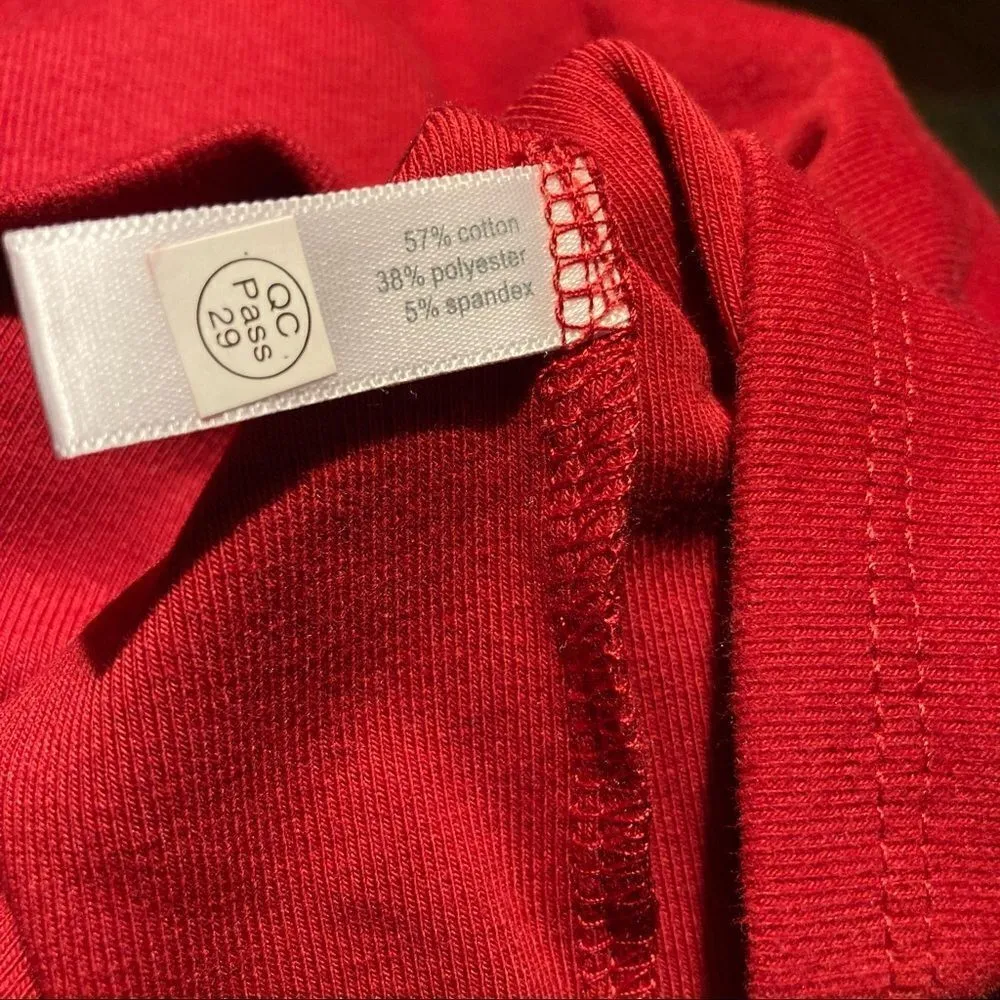 57% cotton
38% polyester
5% spandex
QC
Pass
29